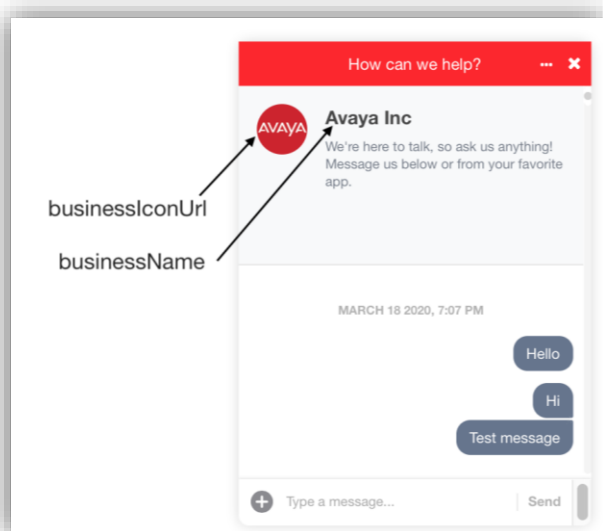 How can we help?
AVAYA
Avaya Inc
We're here to talk, so ask us anything!
Message us below or from your favorite
app.
businessIconUrl
businessName
MARCH 18 2020, 7:07 PM
Hello
Hi
Test message
Type a message...
Send